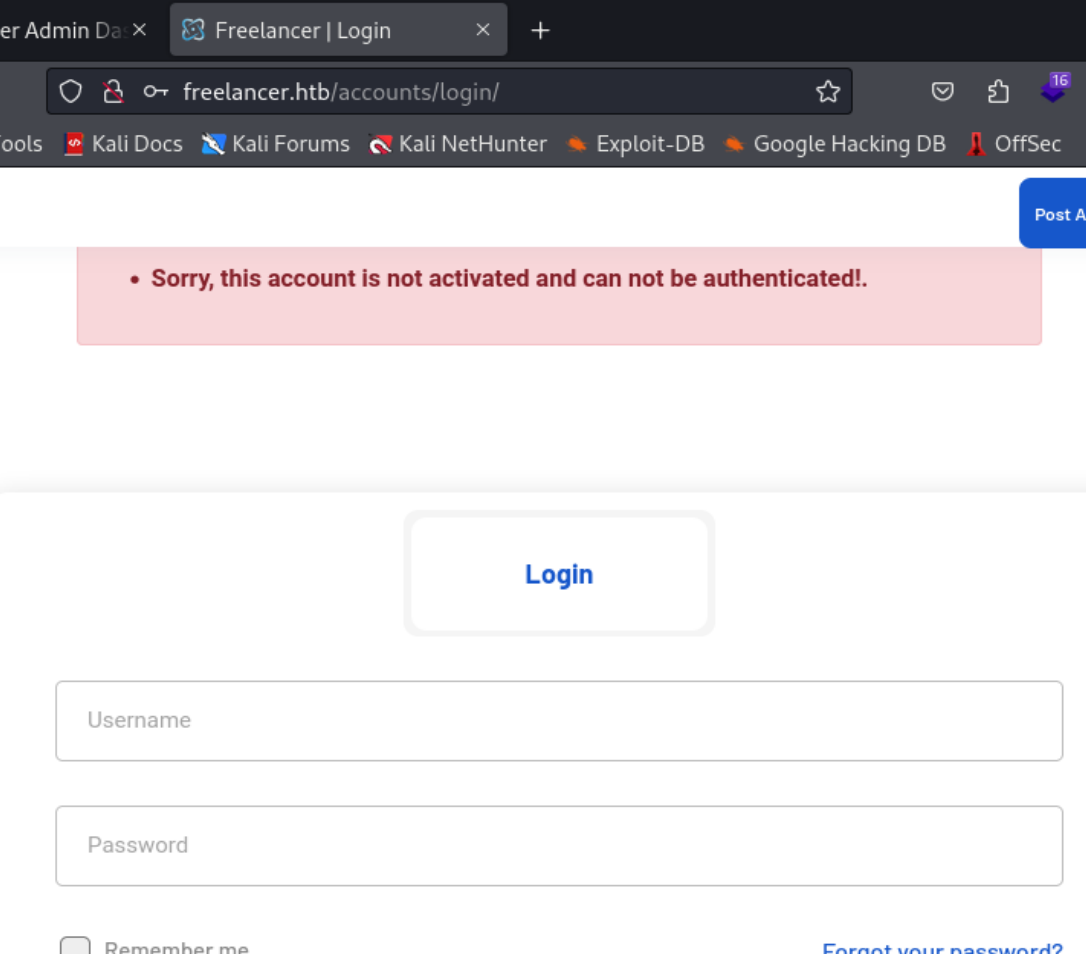 er Admin Das
Freelancer | Login
16
freelancer.htb/accounts/login/
ools Kali Docs Kali Forums Kali NetHunter Exploit-DB Google Hacking DB OffSec
Post A
• Sorry, this account is not activated and can not be authenticated!.
Login
Username
Password
Remember me Forgot your password?